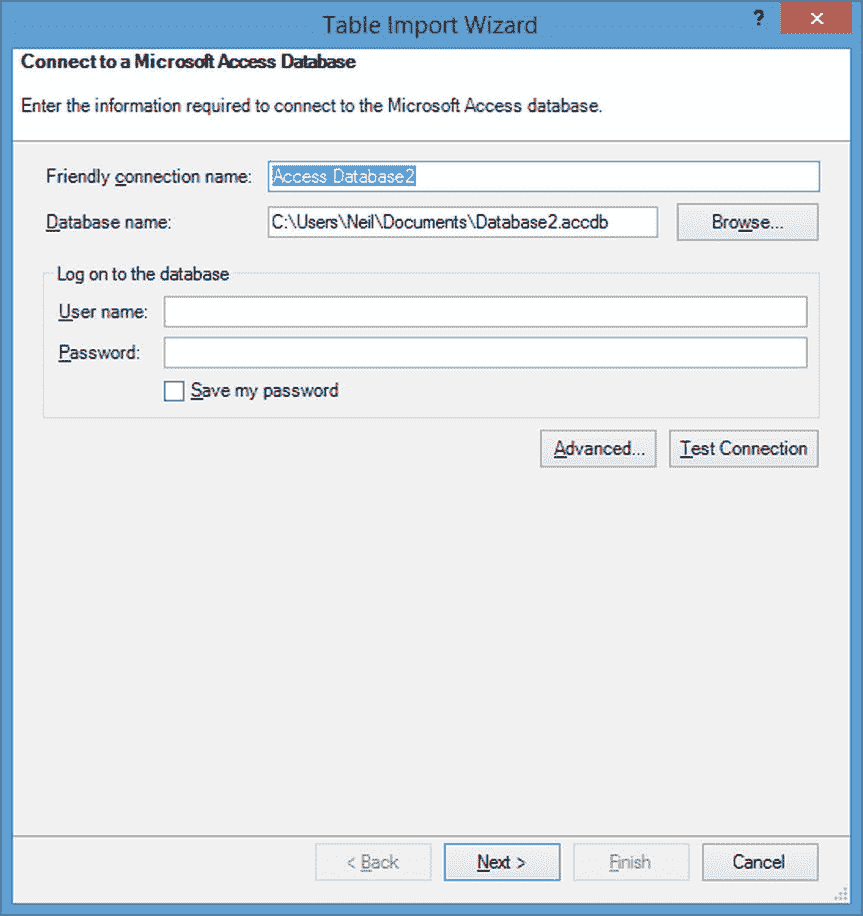 Table Import Wizard
?
Connect to a Microsoft Access Database
Enter the information required to connect to the Microsoft Access database.
Friendly connection name: Access Database2
Database name: C:\Users\Neil\Documents\Database2.accdb Browse...
Log on to the database
User name:
Password:
Save my password
Advanced... Test Connection
< Back Next > Finish Cancel